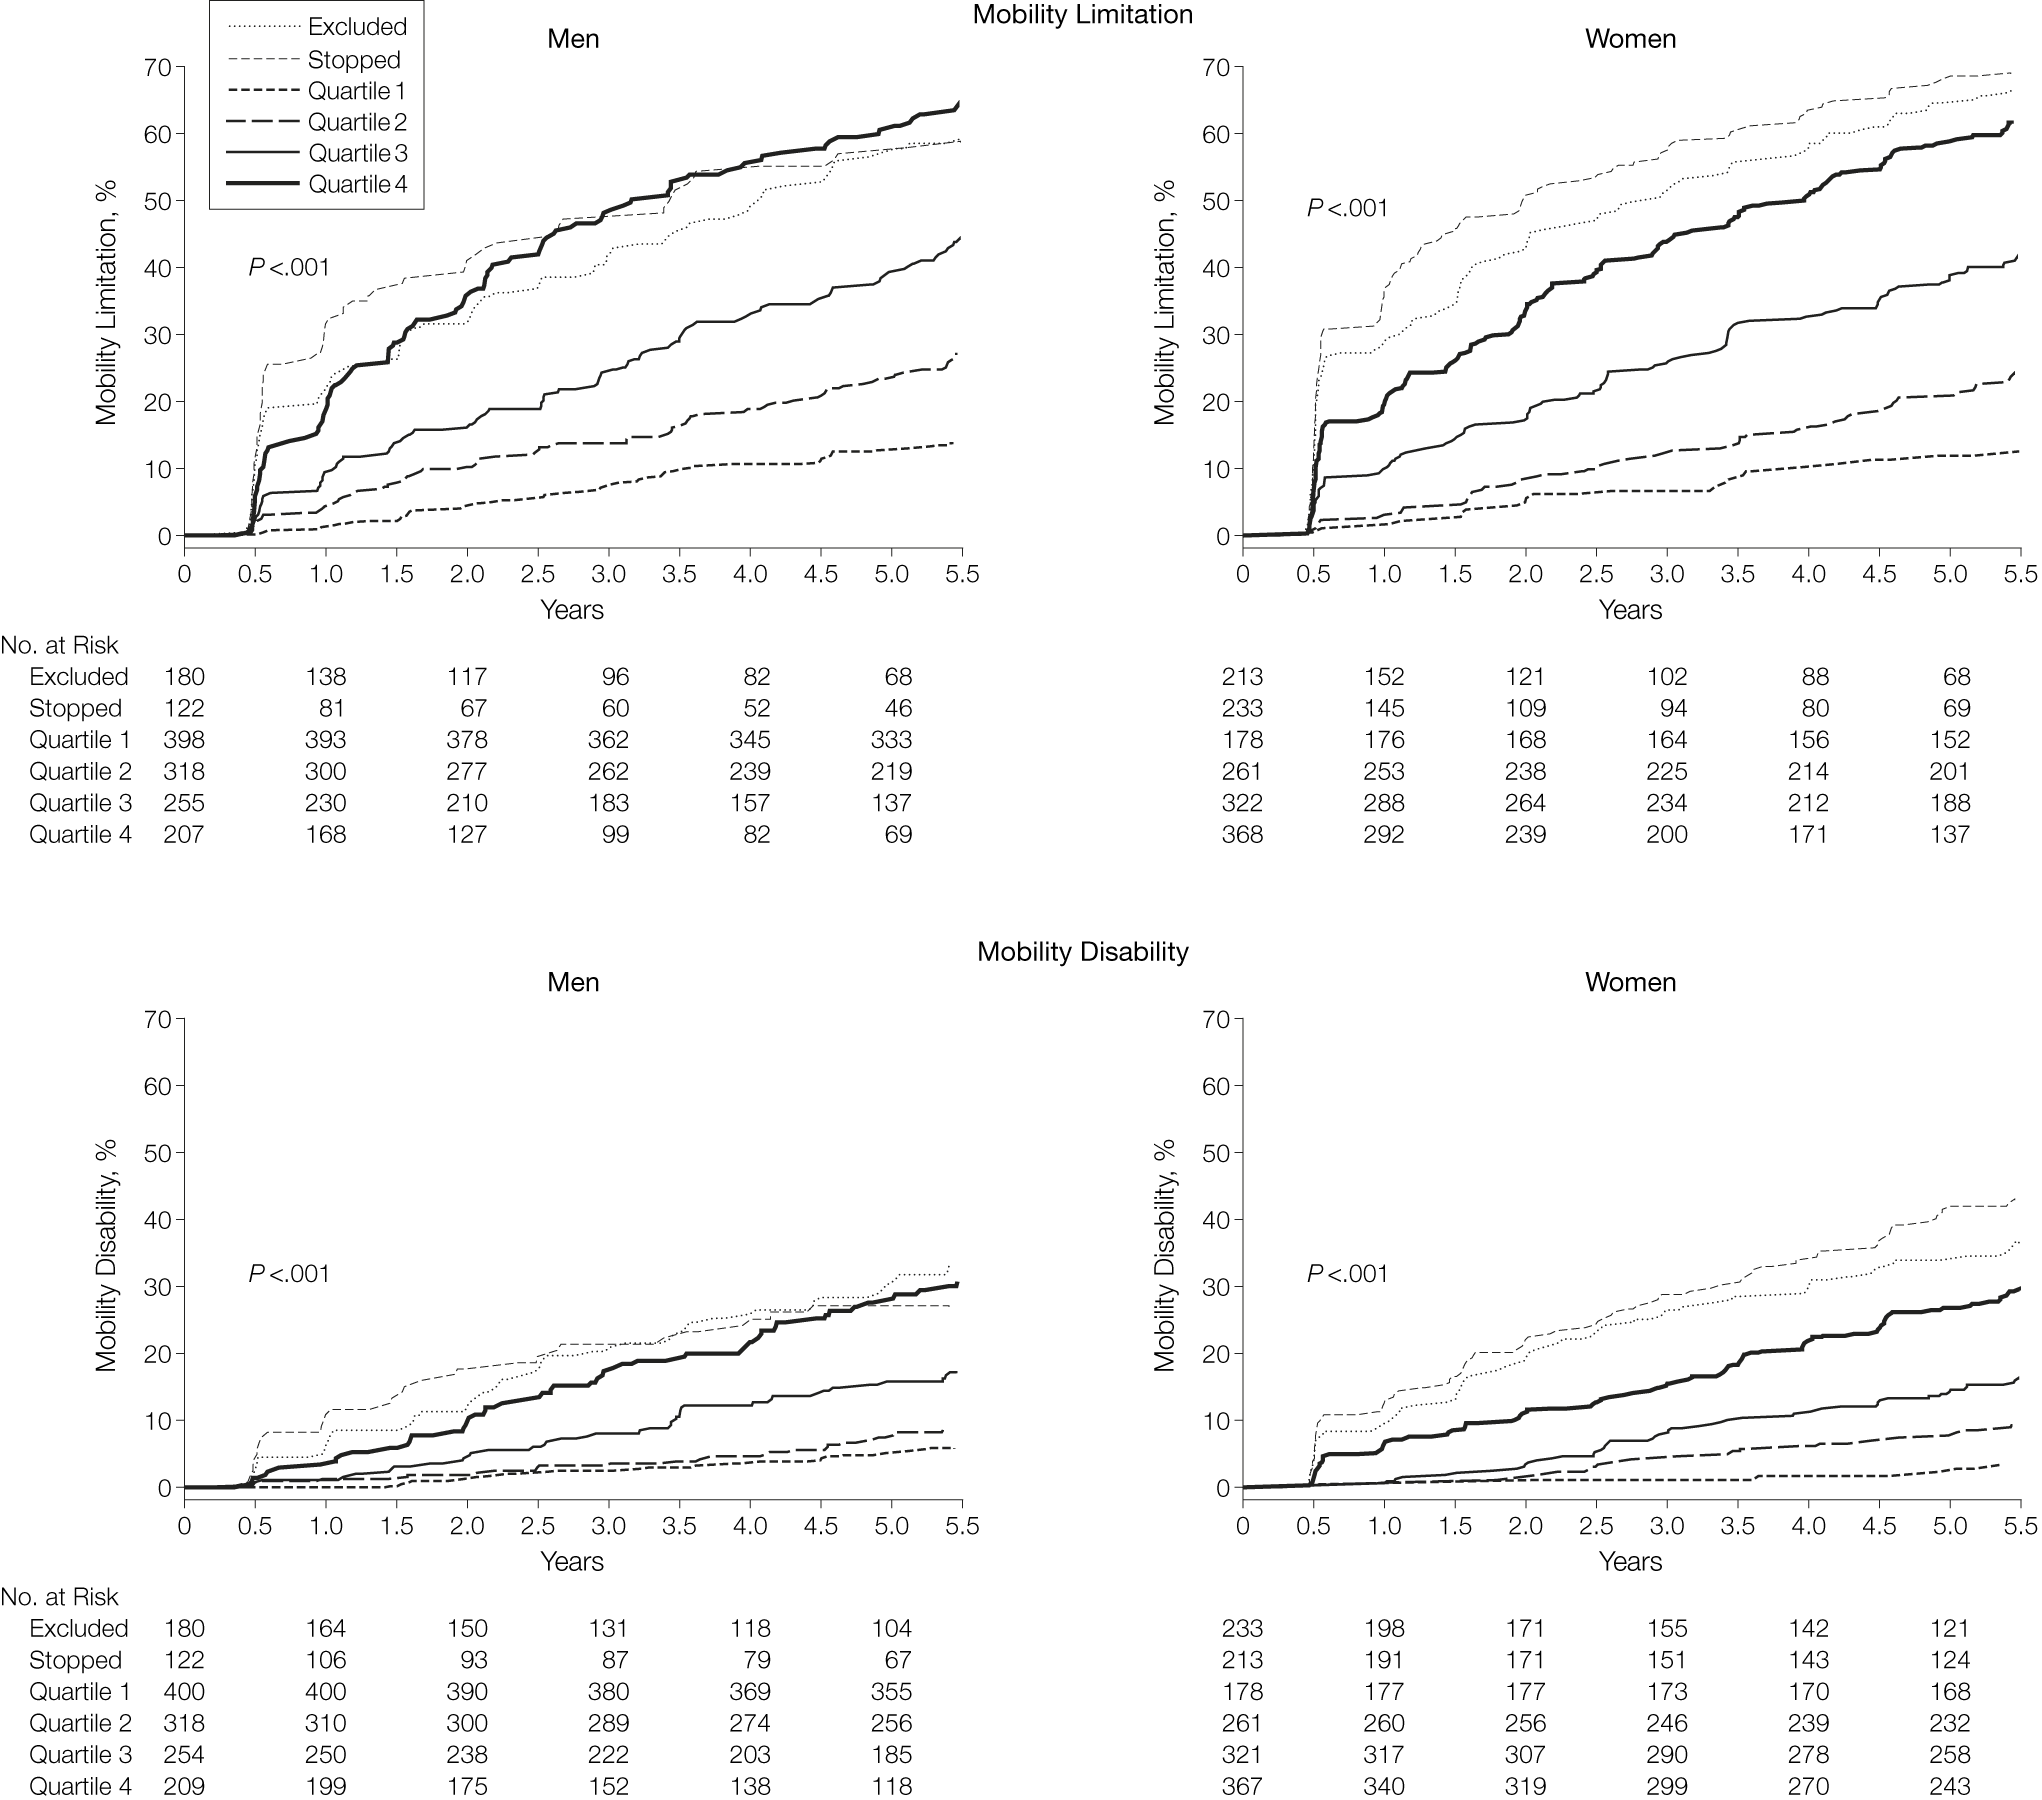 Mobility Limitation
Men
Women
Excluded
Stopped
Quartile 1
Quartile 2
Quartile 3
Quartile 4
70
60
50
40
30
20
10
0
Mobility Limitation, %
P <.001
0 0.5 1.0 1.5 2.0 2.5 3.0 3.5 4.0 4.5 5.0 5.5
Years
70
60
50
40
30
20
10
0
Mobility Limitation, %
P <.001
0 0.5 1.0 1.5 2.0 2.5 3.0 3.5 4.0 4.5 5.0 5.5
Years
No. at Risk
Excluded 180 138 117 96 82 68 213 152 121 102 88 68
Stopped 122 81 67 60 52 46 233 145 109 94 80 69
Quartile 1 398 393 378 362 345 333 178 176 168 164 156 152
Quartile 2 318 300 277 262 239 219 261 253 238 225 214 201
Quartile 3 255 230 210 183 157 137 322 288 264 234 212 188
Quartile 4 207 168 127 99 82 69 368 292 239 200 171 137
Mobility Disability
Men
Women
70
60
50
40
30
20
10
0
Mobility Disability, %
P <.001
0 0.5 1.0 1.5 2.0 2.5 3.0 3.5 4.0 4.5 5.0 5.5
Years
70
60
50
40
30
20
10
0
Mobility Disability, %
P <.001
0 0.5 1.0 1.5 2.0 2.5 3.0 3.5 4.0 4.5 5.0 5.5
Years
No. at Risk
Excluded 180 164 150 131 118 104 233 198 171 155 142 121
Stopped 122 106 93 87 79 67 213 191 171 151 143 124
Quartile 1 400 400 390 380 369 355 178 177 177 173 170 168
Quartile 2 318 310 300 289 274 256 261 260 256 246 239 232
Quartile 3 254 250 238 222 203 185 321 317 307 290 278 258
Quartile 4 209 199 175 152 138 118 367 340 319 299 270 243